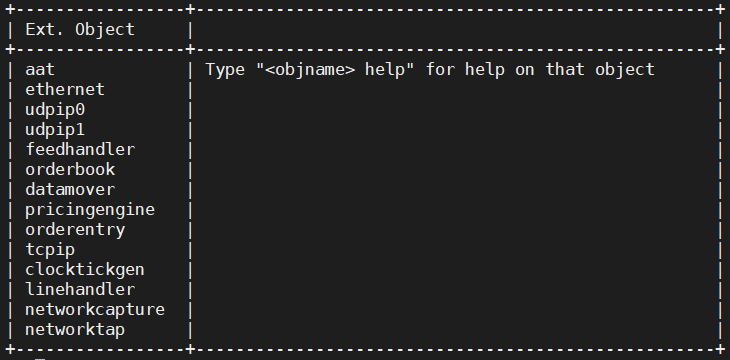 Ext. Object
aat Type "<objname> help" for help on that object
ethernet
udpip0
udpip1
feedhandler
orderbook
datamover
pricingengine
orderentry
tcpip
clocktickgen
linehandler
networkcapture
networktap